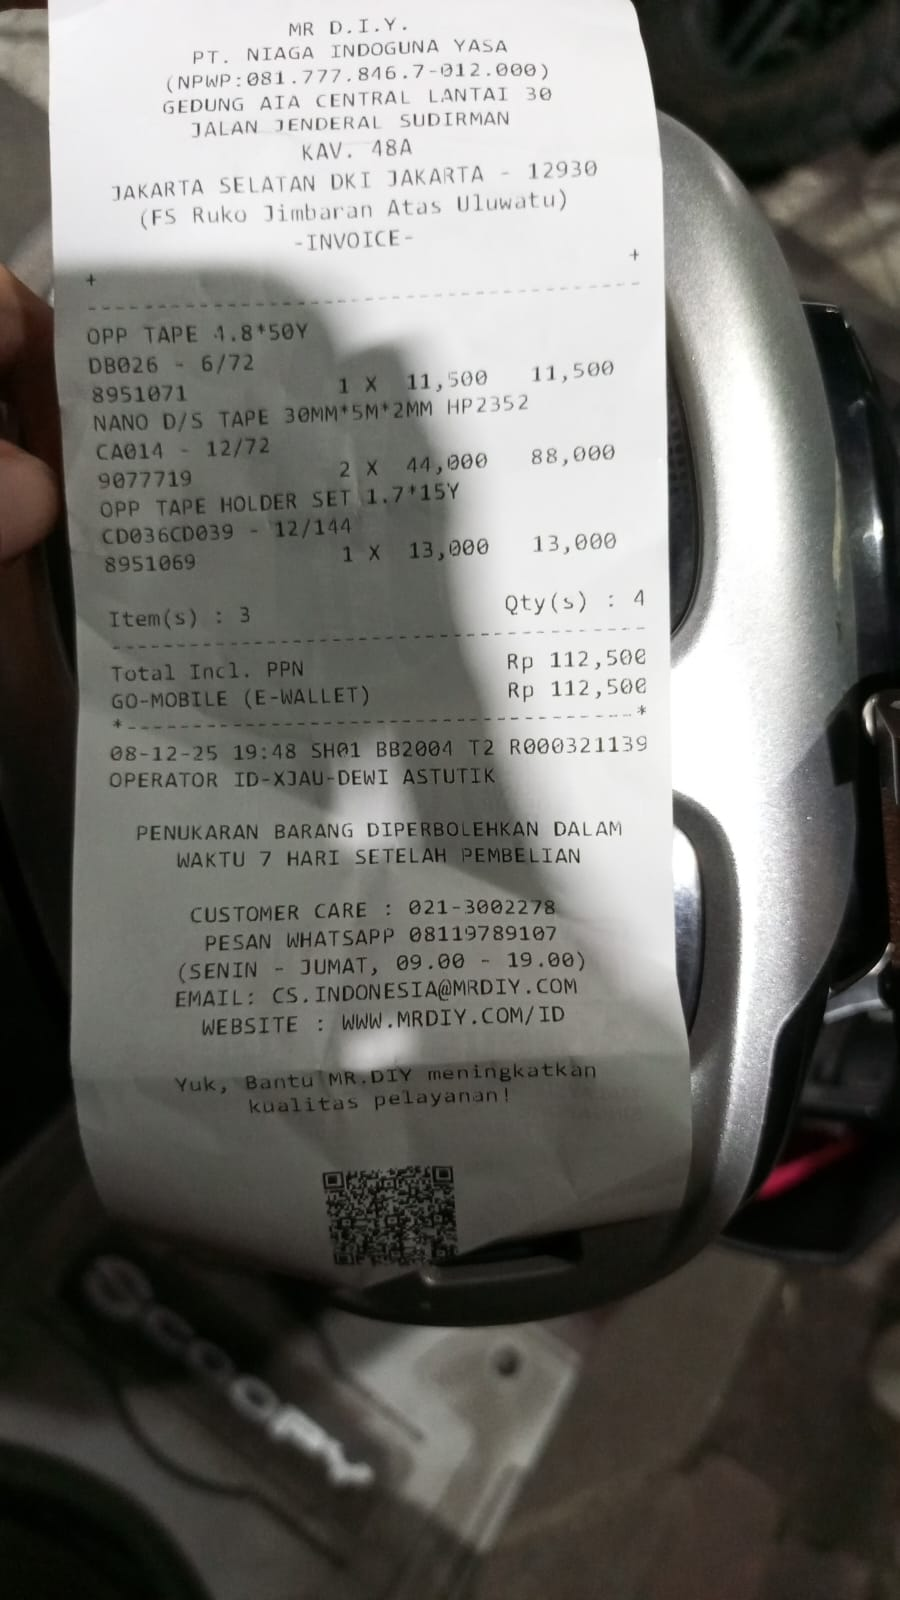 MR D.I.Y.
PT. NIAGA INDOGUNA YASA
(NPWP:081.777.846.7-012.000)
GEDUNG AIA CENTRAL LANTAI 30
JALAN JENDERAL SUDIRMAN
KAV. 48A
JAKARTA SELATAN DKI JAKARTA - 12930
(FS Ruko Jimbaran Atas Uluwatu)
-INVOICE-
+ +
OPP TAPE 4.8*50Y
DB026 - 6/72
8951071 1 X 11,500 11,500
NANO D/S TAPE 30MM*5M*2MM HP2352
CA014 - 12/72
9077719 2 X 44,000 88,000
OPP TAPE HOLDER SET 1.7*15Y
CD036CD039 - 12/144
8951069 1 X 13,000 13,000
Item(s) : 3 Qty(s) : 4
Total Incl. PPN Rp 112,500
GO-MOBILE (E-WALLET) Rp 112,500
*--------------------------------------*
08-12-25 19:48 SH01 BB2004 T2 R000321139
OPERATOR ID-XJAU-DEWI ASTUTIK
PENUKARAN BARANG DIPERBOLEHKAN DALAM
WAKTU 7 HARI SETELAH PEMBELIAN
CUSTOMER CARE : 021-3002278
PESAN WHATSAPP 08119789107
(SENIN - JUMAT, 09.00 - 19.00)
EMAIL: CS.INDONESIA@MRDIY.COM
WEBSITE : WWW.MRDIY.COM/ID
Yuk, Bantu MR.DIY meningkatkan
kualitas pelayanan!
Scoopy